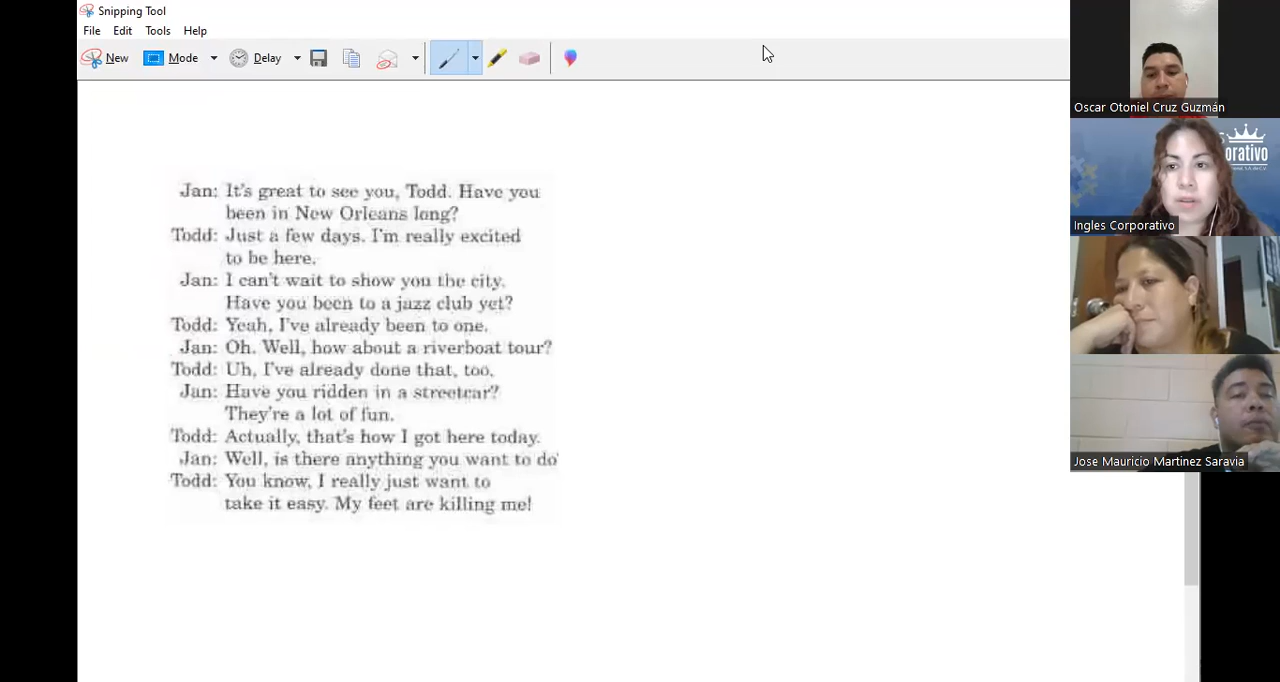 Snipping Tool
File Edit Tools Help
New Mode Delay
Jan: It's great to see you, Todd. Have you
been in New Orleans long?
Todd: Just a few days. I'm really excited
to be here.
Jan: I can't wait to show you the city.
Have you been to a jazz club yet?
Todd: Yeah, I've already been to one.
Jan: Oh. Well, how about a riverboat tour?
Todd: Uh, I've already done that, too.
Jan: Have you ridden in a streetcar?
They're a lot of fun.
Todd: Actually, that's how I got here today.
Jan: Well, is there anything you want to do
Todd: You know, I really just want to
take it easy. My feet are killing me!
Oscar Otoniel Cruz Guzmán
orativo
Ingles Corporativo
Jose Mauricio Martinez Saravia